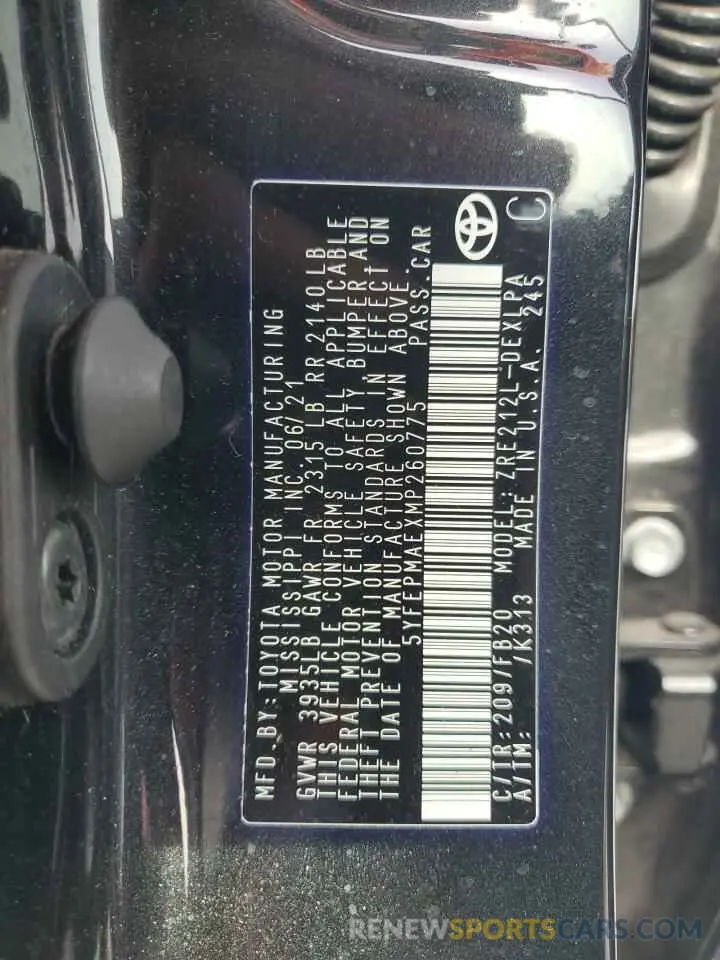 MFD.BY:TOYOTA MOTOR MANUFACTURING
MISSISSIPPI INC.06/21
GVWR 3935LB GAWR FR 2315 LB RR 2140LB
THIS VEHICLE CONFORMS TO ALL APPLICABLE
FEDERAL MOTOR VEHICLE SAFETY BUMPER AND
THEFT PREVENTION STANDARDS IN EFFECT ON
THE DATE OF MANUFACTURE SHOWN ABOVE.
5YFEPMAEXMP260775 PASS.CAR
C
C/TR:209/FB20 MODEL:ZRE212L-DEXLPA
A/TM: /K313 MADE IN U.S.A. 245
RENEWSPORTSCARS.COM